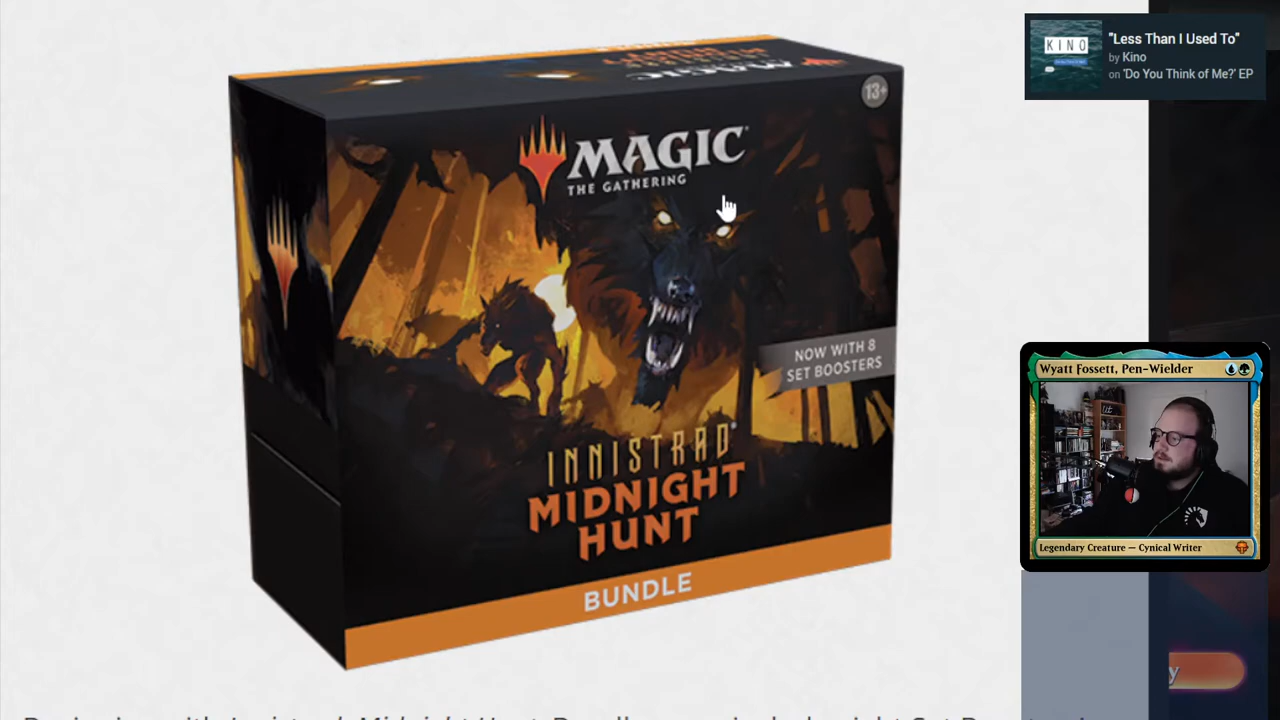 "Less Than I Used To"
by Kino
on 'Do You Think of Me?' EP
KINO
MAGIC
13+
MAGIC
THE GATHERING
NOW WITH 8
SET BOOSTERS
INNISTRAD
MIDNIGHT
HUNT
BUNDLE
Wyatt Fossett, Pen-Wielder
Legendary Creature — Cynical Writer
y